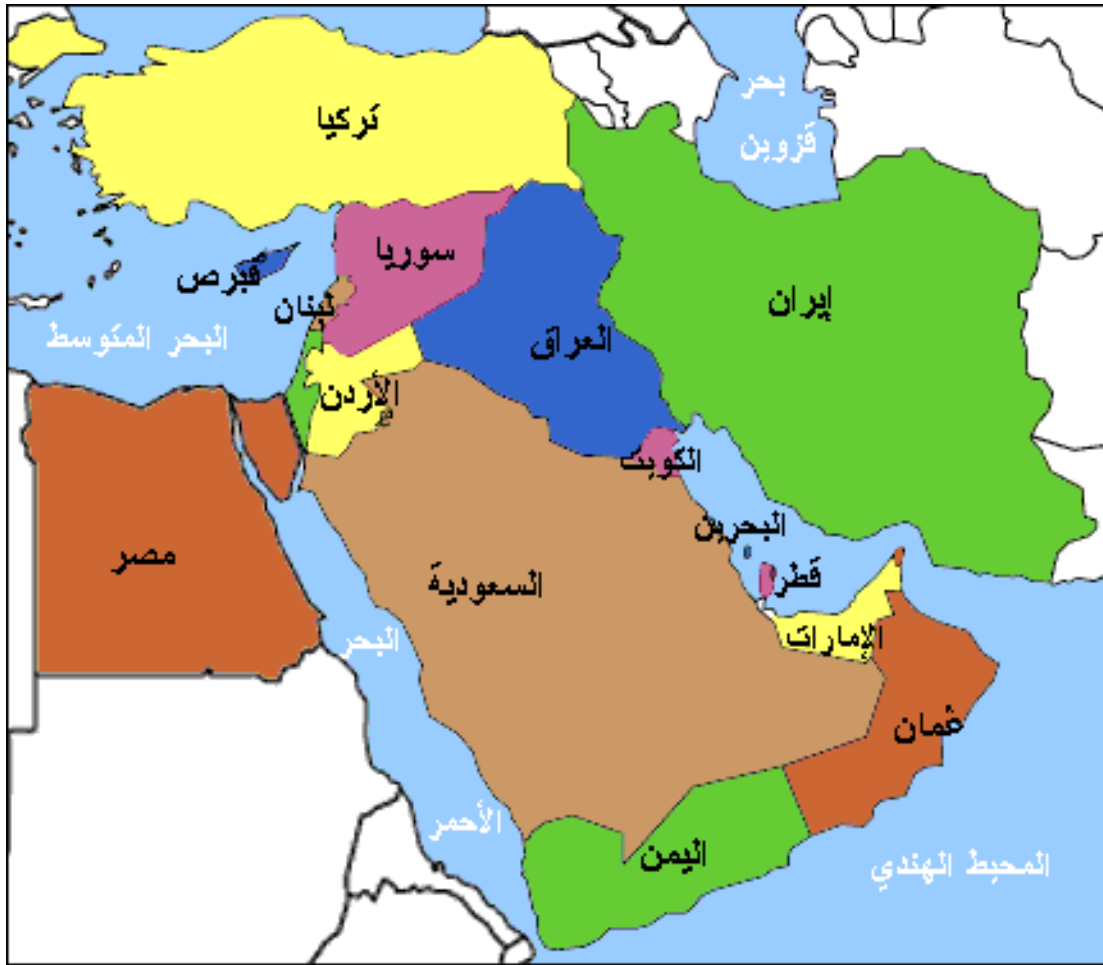 بحر
قزوين
تركيا
سوريا
قبرص
لبنان
إيران
البحر المتوسط
العراق
الأردن
الكويت
البحرين
مصر
السعودية
قطر
الإمارات
البحر
عُمان
الأحمر
اليمن
المحيط الهندي